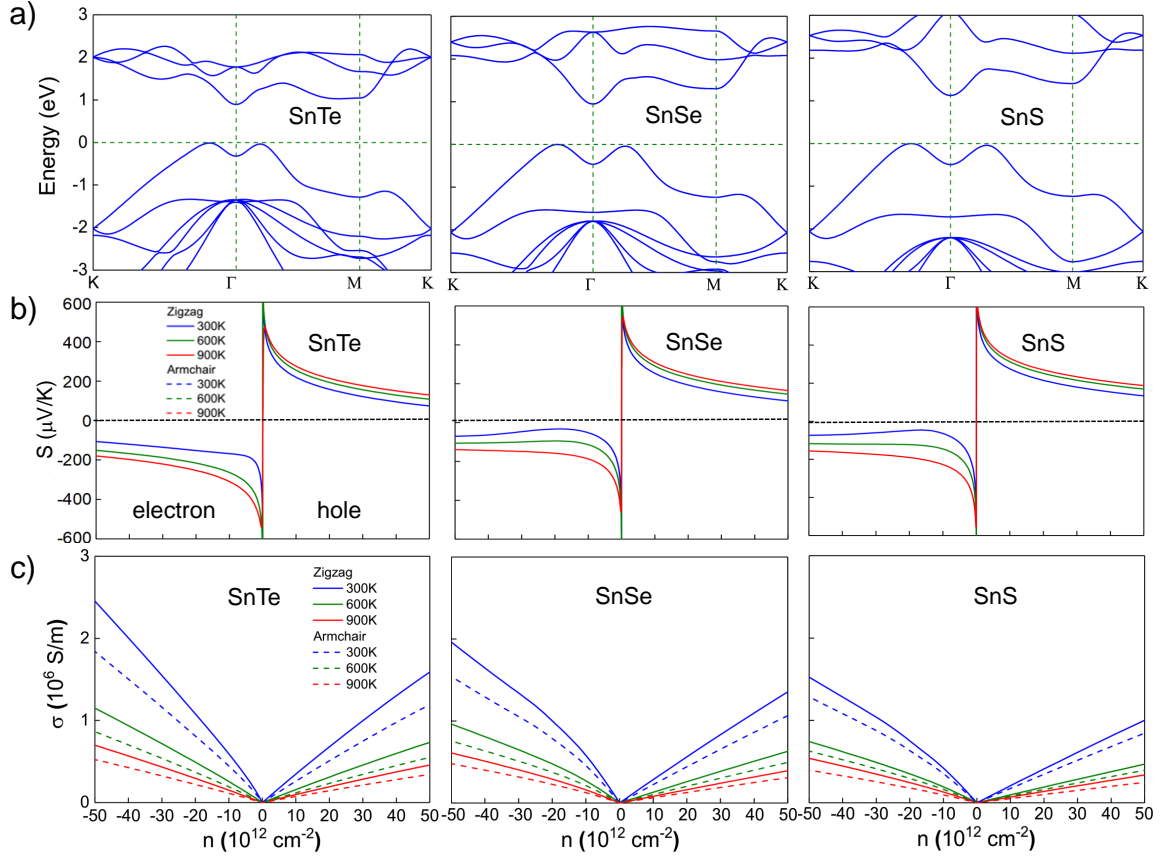 a)
Energy (eV)
3
2
1
0
-1
-2
-3
SnTe
SnSe
SnS
K Γ M K
K Γ M K
K Γ M K
b)
S (μV/K)
600
400
200
0
-200
-400
-600
Zigzag
300K
600K
900K
Armchair
300K
600K
900K
SnTe
electron
hole
SnSe
SnS
c)
σ (10⁶ S/m)
3
2
1
0
SnTe
Zigzag
300K
600K
900K
Armchair
300K
600K
900K
SnSe
SnS
-50 -40 -30 -20 -10 0 10 20 30 40 50
-50 -40 -30 -20 -10 0 10 20 30 40 50
-50 -40 -30 -20 -10 0 10 20 30 40 50
n (10¹² cm⁻²)
n (10¹² cm⁻²)
n (10¹² cm⁻²)